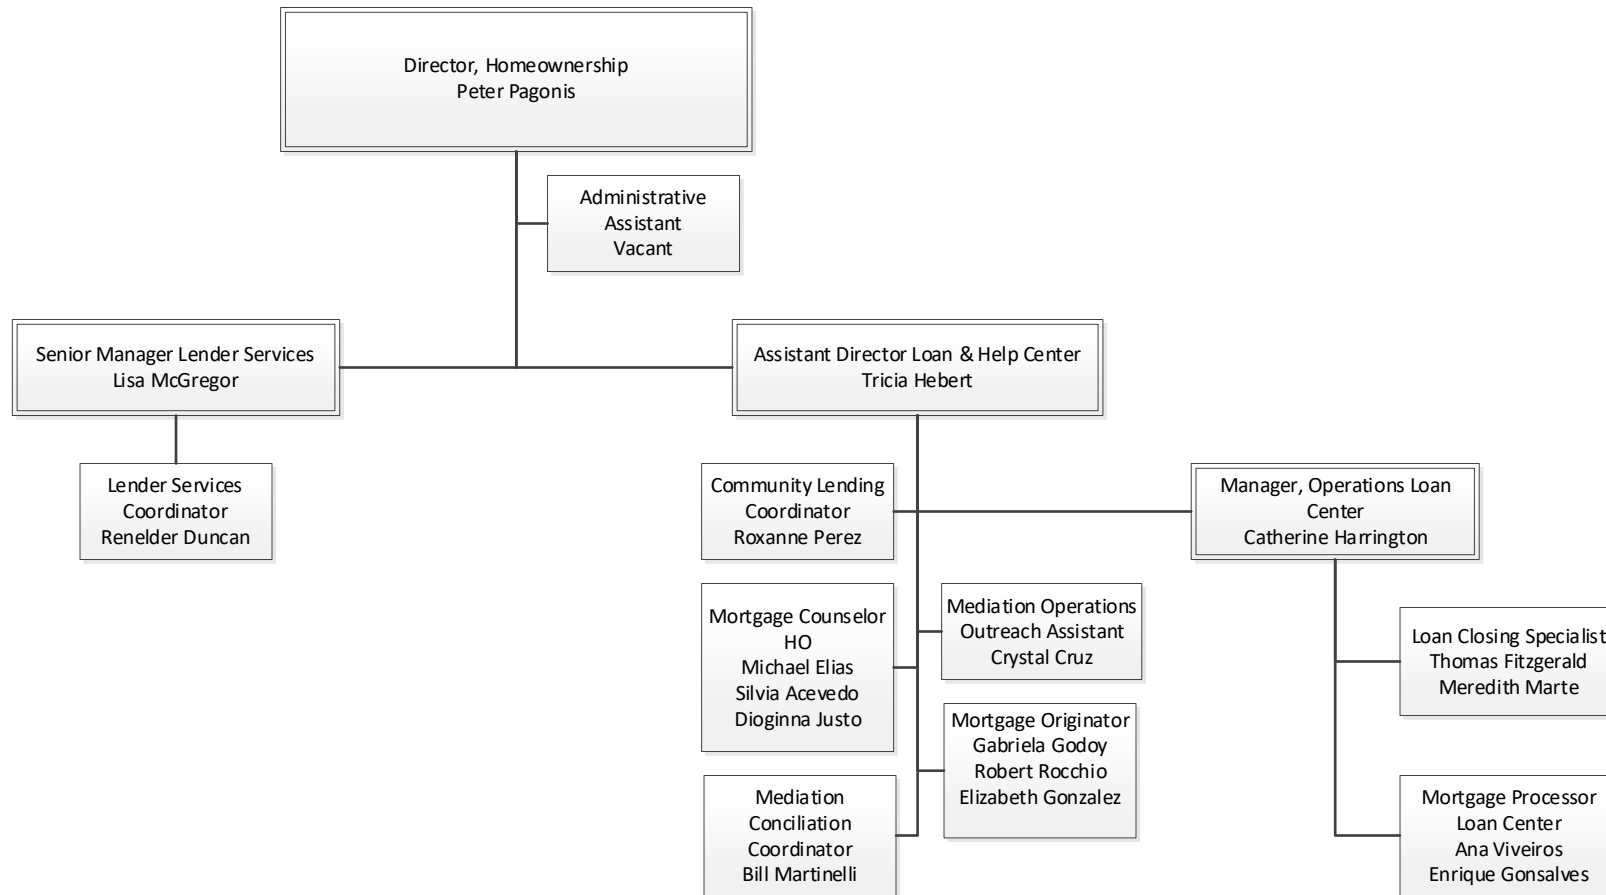 Director, Homeownership
Peter Pagonis
Administrative
Assistant
Vacant
Senior Manager Lender Services
Lisa McGregor
Assistant Director Loan & Help Center
Tricia Hebert
Lender Services
Coordinator
Renelder Duncan
Community Lending
Coordinator
Roxanne Perez
Manager, Operations Loan
Center
Catherine Harrington
Mortgage Counselor
HO
Michael Elias
Silvia Acevedo
Dioginna Justo
Mediation Operations
Outreach Assistant
Crystal Cruz
Loan Closing Specialist
Thomas Fitzgerald
Meredith Marte
Mortgage Originator
Gabriela Godoy
Robert Rocchio
Elizabeth Gonzalez
Mediation
Conciliation
Coordinator
Bill Martinelli
Mortgage Processor
Loan Center
Ana Viveiros
Enrique Gonsalves